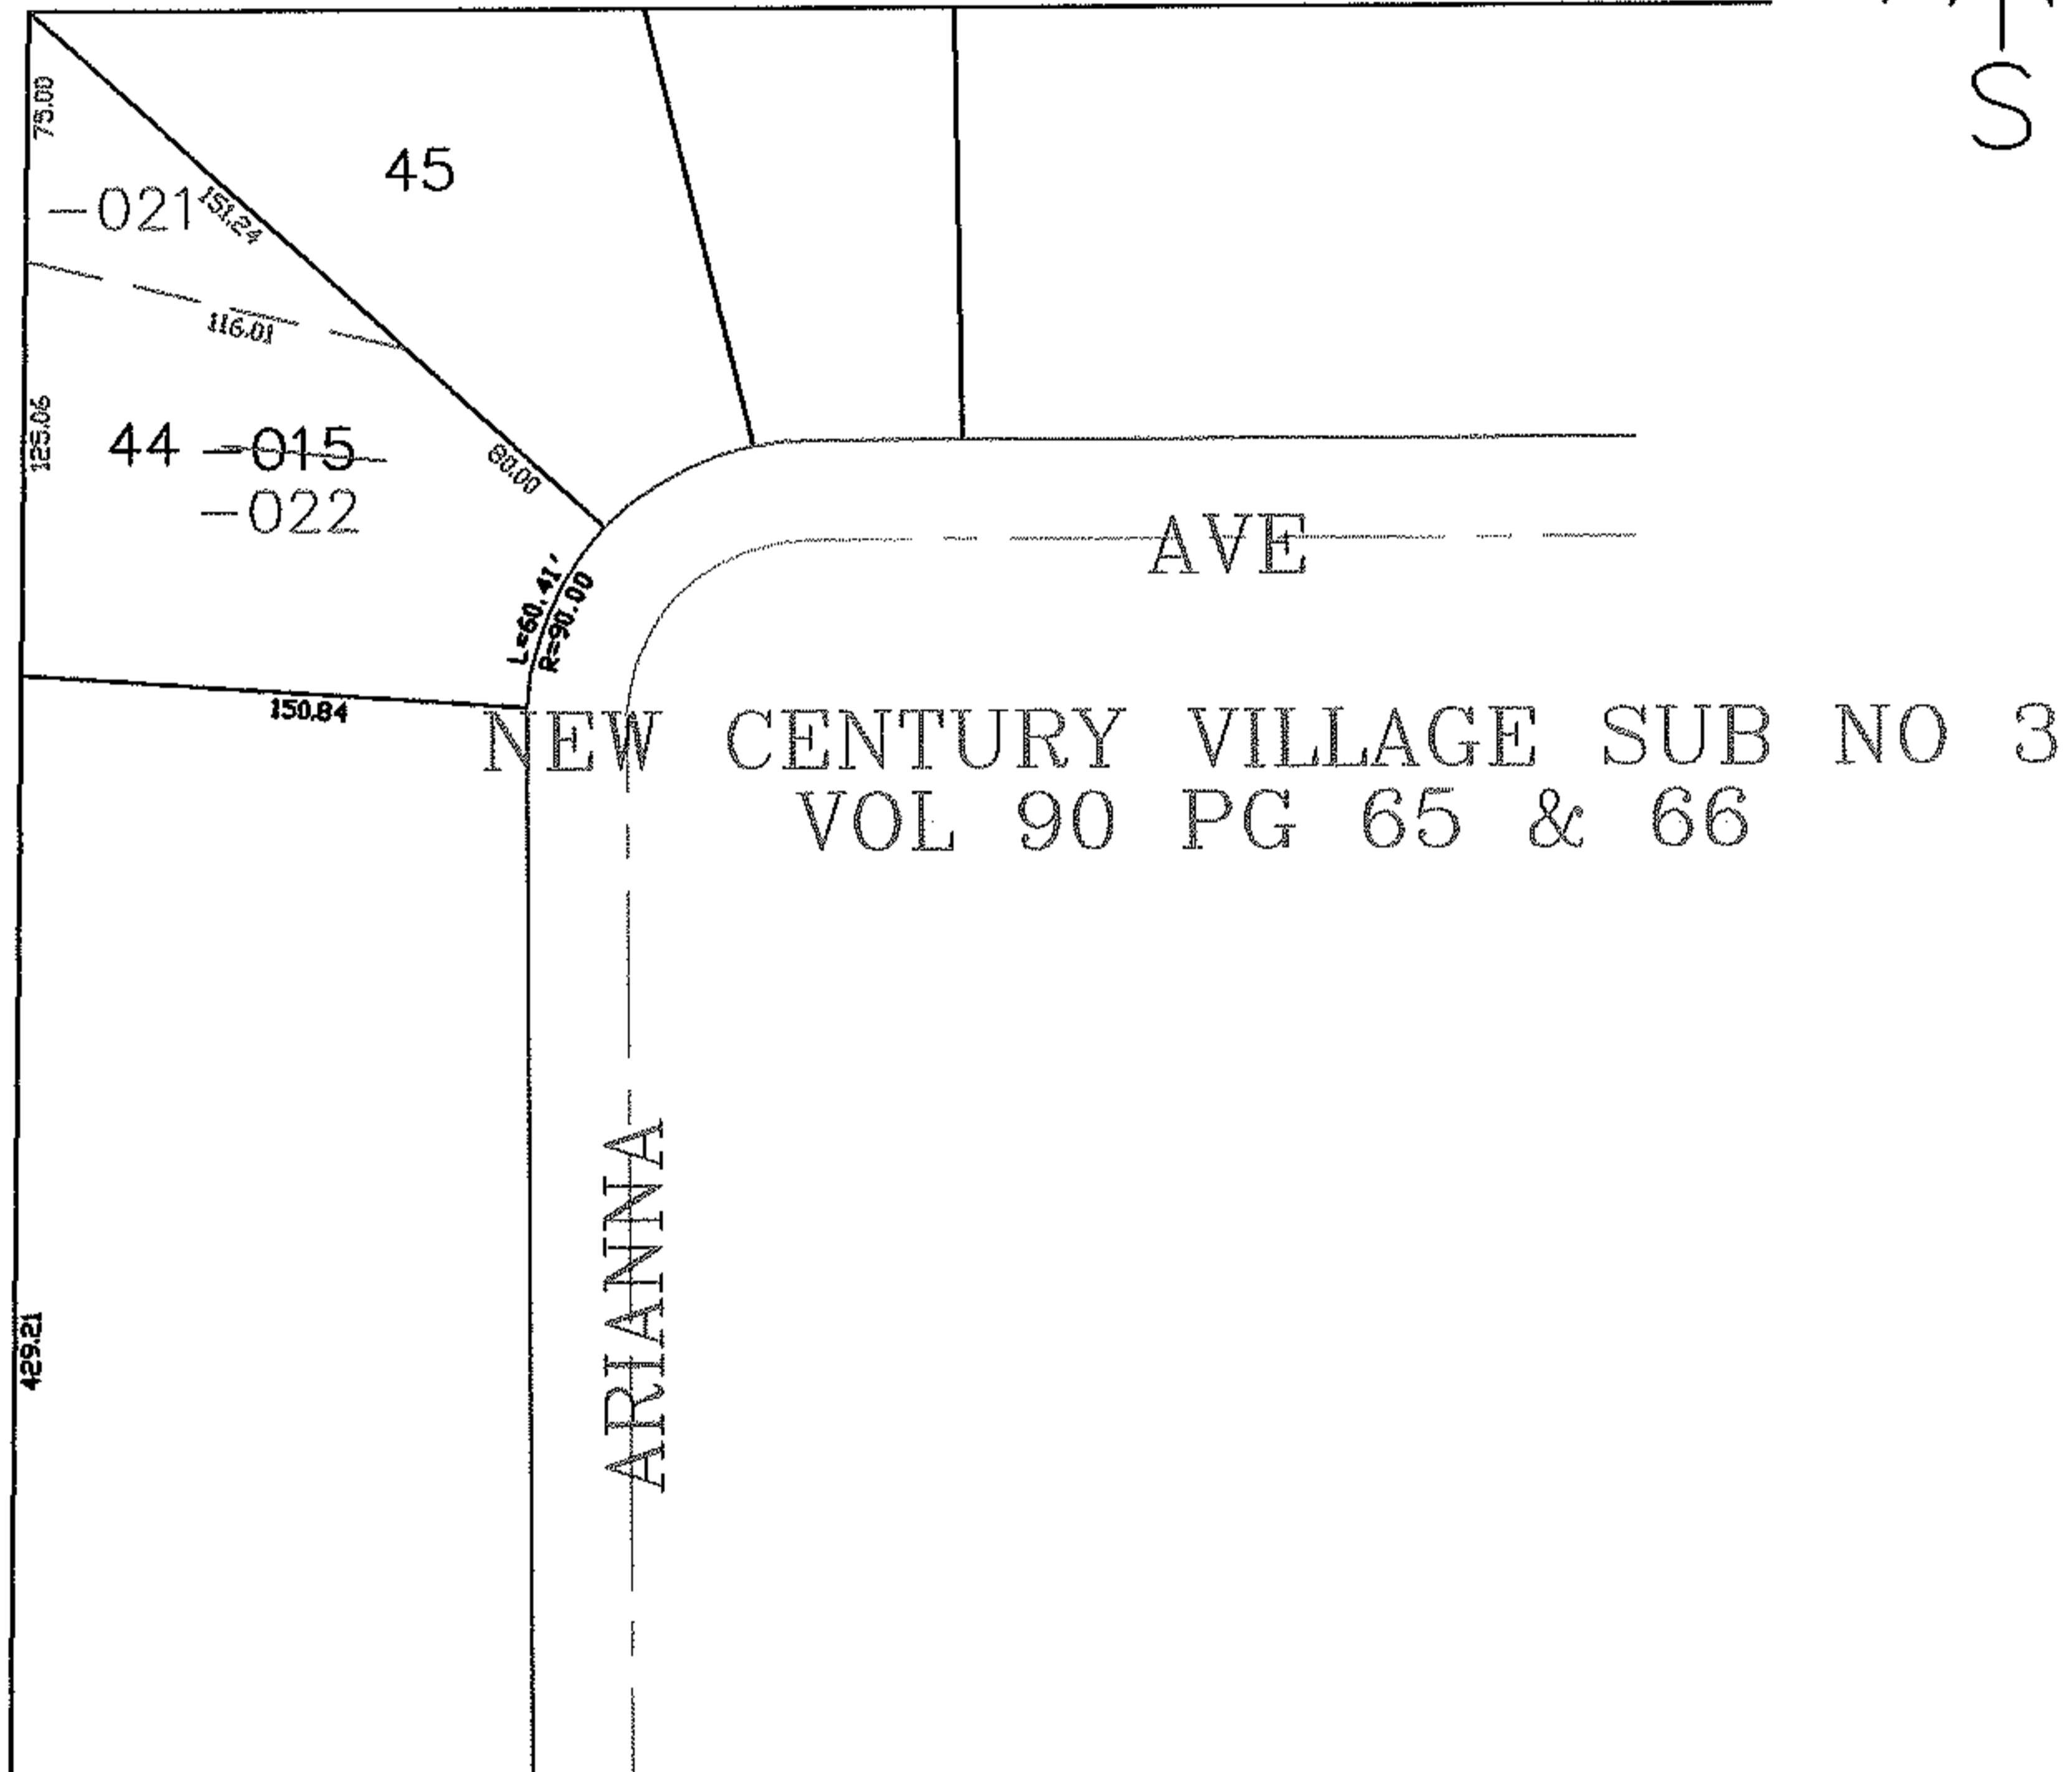 S
75.00
45
-021
151.24
116.01
125.06
44 -015
-022
80.00
L=60.41'
R=90.00
AVE
150.84
NEW CENTURY VILLAGE SUB NO 3
VOL 90 PG 65 & 66
ARIANNA
429.21